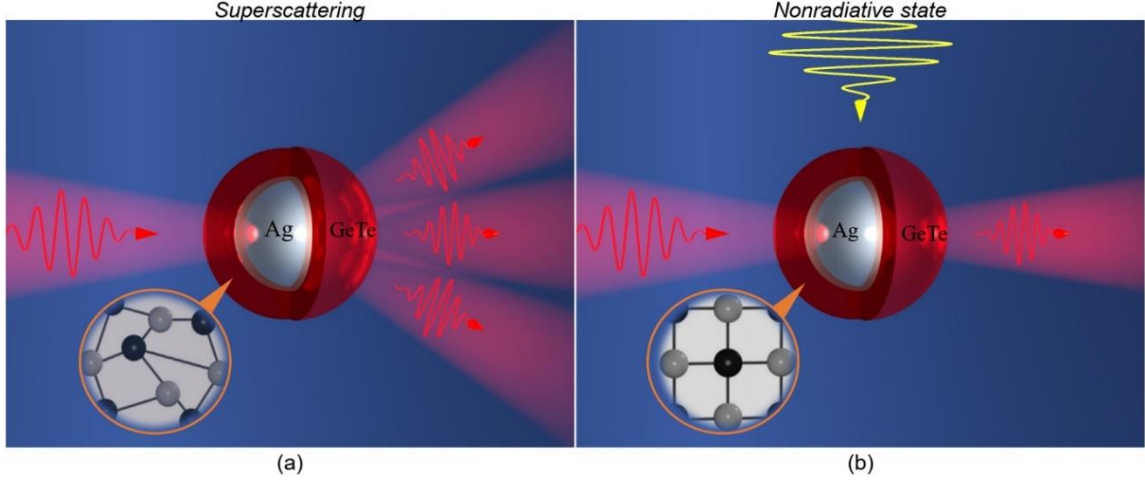 Superscattering
Nonradiative state
Ag
GeTe
Ag
GeTe
(a)
(b)